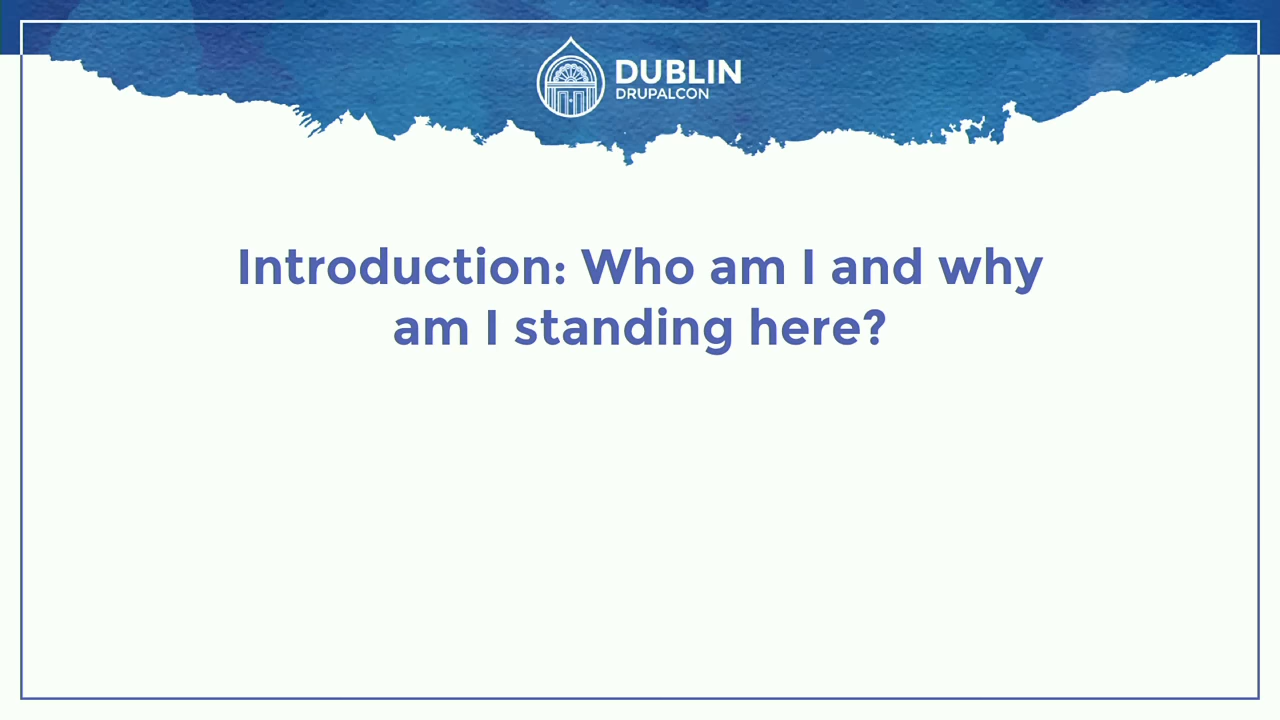 DUBLIN
DRUPALCON
Introduction: Who am I and why
am I standing here?